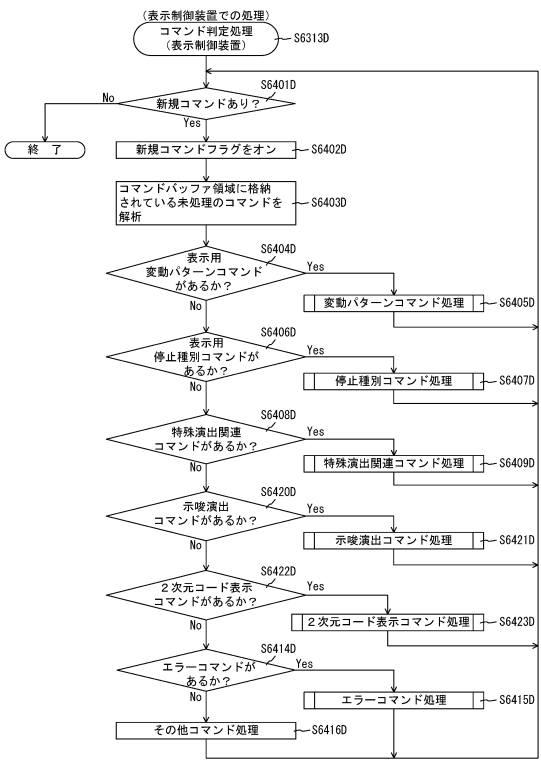 (表示制御装置での処理)
コマンド判定処理
(表示制御装置)
S6313D
S6401D
新規コマンドあり？
No
Yes
終 了
新規コマンドフラグをオン
S6402D
コマンドバッファ領域に格納
されている未処理のコマンドを
解析
S6403D
S6404D
表示用
変動パターンコマンド
があるか？
Yes
No
変動パターンコマンド処理
S6405D
S6406D
表示用
停止種別コマンドが
あるか？
Yes
No
停止種別コマンド処理
S6407D
S6408D
特殊演出関連
コマンドがあるか？
Yes
No
特殊演出関連コマンド処理
S6409D
S6420D
示唆演出
コマンドがあるか？
Yes
No
示唆演出コマンド処理
S6421D
S6422D
２次元コード表示
コマンドがあるか？
Yes
No
２次元コード表示コマンド処理
S6423D
S6414D
エラーコマンドが
あるか？
Yes
No
エラーコマンド処理
S6415D
その他コマンド処理
S6416D